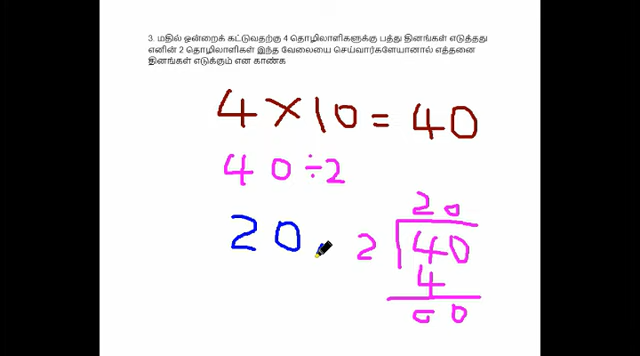 3. மதில் ஒன்றைக் கட்டுவதற்கு 4 தொழிலாளிகளுக்கு பத்து தினங்கள் எடுத்தது
எனின் 2 தொழிலாளிகள் இந்த வேலையை செய்வார்களேயானால் எத்தனை
தினங்கள் எடுக்கும் என காண்க
4 × 10 = 40
40 ÷ 2
20
20
2 40
4
00